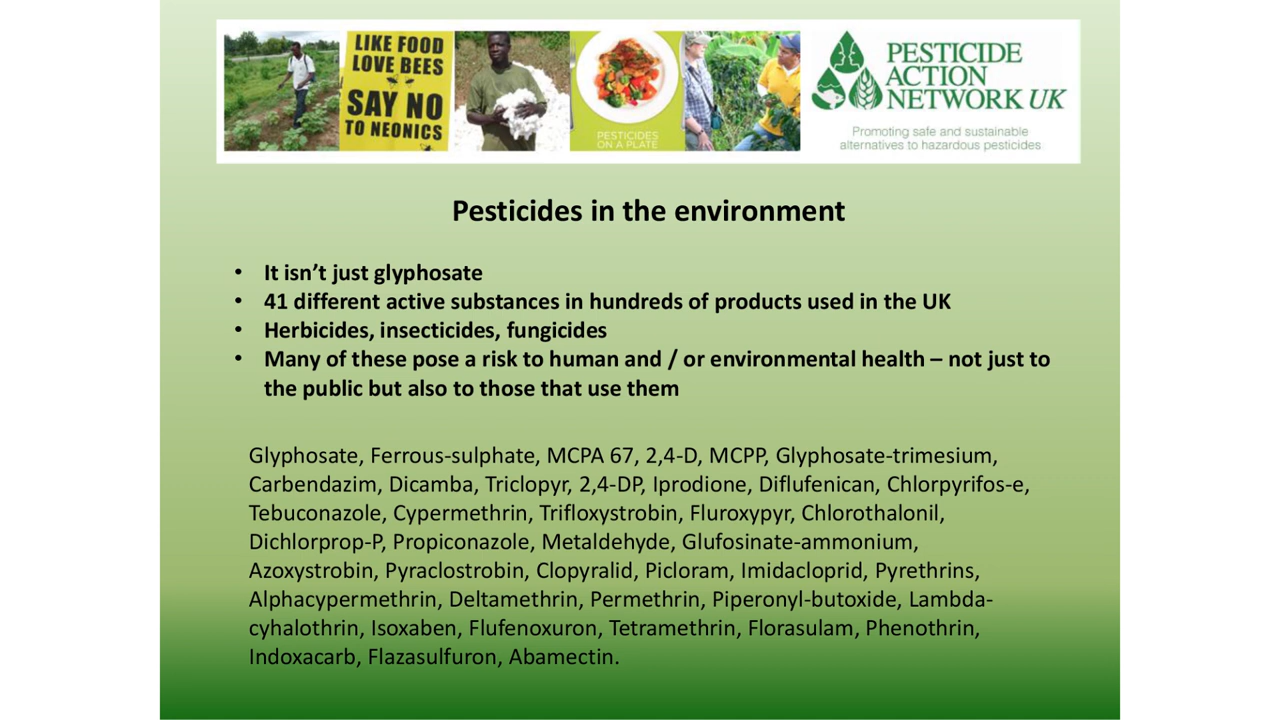 LIKE FOOD
LOVE BEES
SAY NO
TO NEONICS
PESTICIDES
ON A PLATE
PESTICIDE
ACTION
NETWORK UK
Promoting safe and sustainable
alternatives to hazardous pesticides
Pesticides in the environment
• It isn’t just glyphosate
• 41 different active substances in hundreds of products used in the UK
• Herbicides, insecticides, fungicides
• Many of these pose a risk to human and / or environmental health – not just to
the public but also to those that use them
Glyphosate, Ferrous-sulphate, MCPA 67, 2,4-D, MCPP, Glyphosate-trimesium,
Carbendazim, Dicamba, Triclopyr, 2,4-DP, Iprodione, Diflufenican, Chlorpyrifos-e,
Tebuconazole, Cypermethrin, Trifloxystrobin, Fluroxypyr, Chlorothalonil,
Dichlorprop-P, Propiconazole, Metaldehyde, Glufosinate-ammonium,
Azoxystrobin, Pyraclostrobin, Clopyralid, Picloram, Imidacloprid, Pyrethrins,
Alphacypermethrin, Deltamethrin, Permethrin, Piperonyl-butoxide, Lambda-
cyhalothrin, Isoxaben, Flufenoxuron, Tetramethrin, Florasulam, Phenothrin,
Indoxacarb, Flazasulfuron, Abamectin.